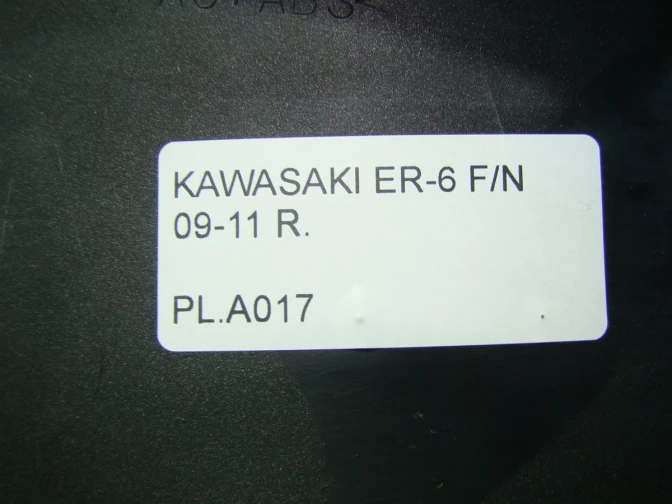 KAWASAKI ER-6 F/N
09-11 R.
PL.A017